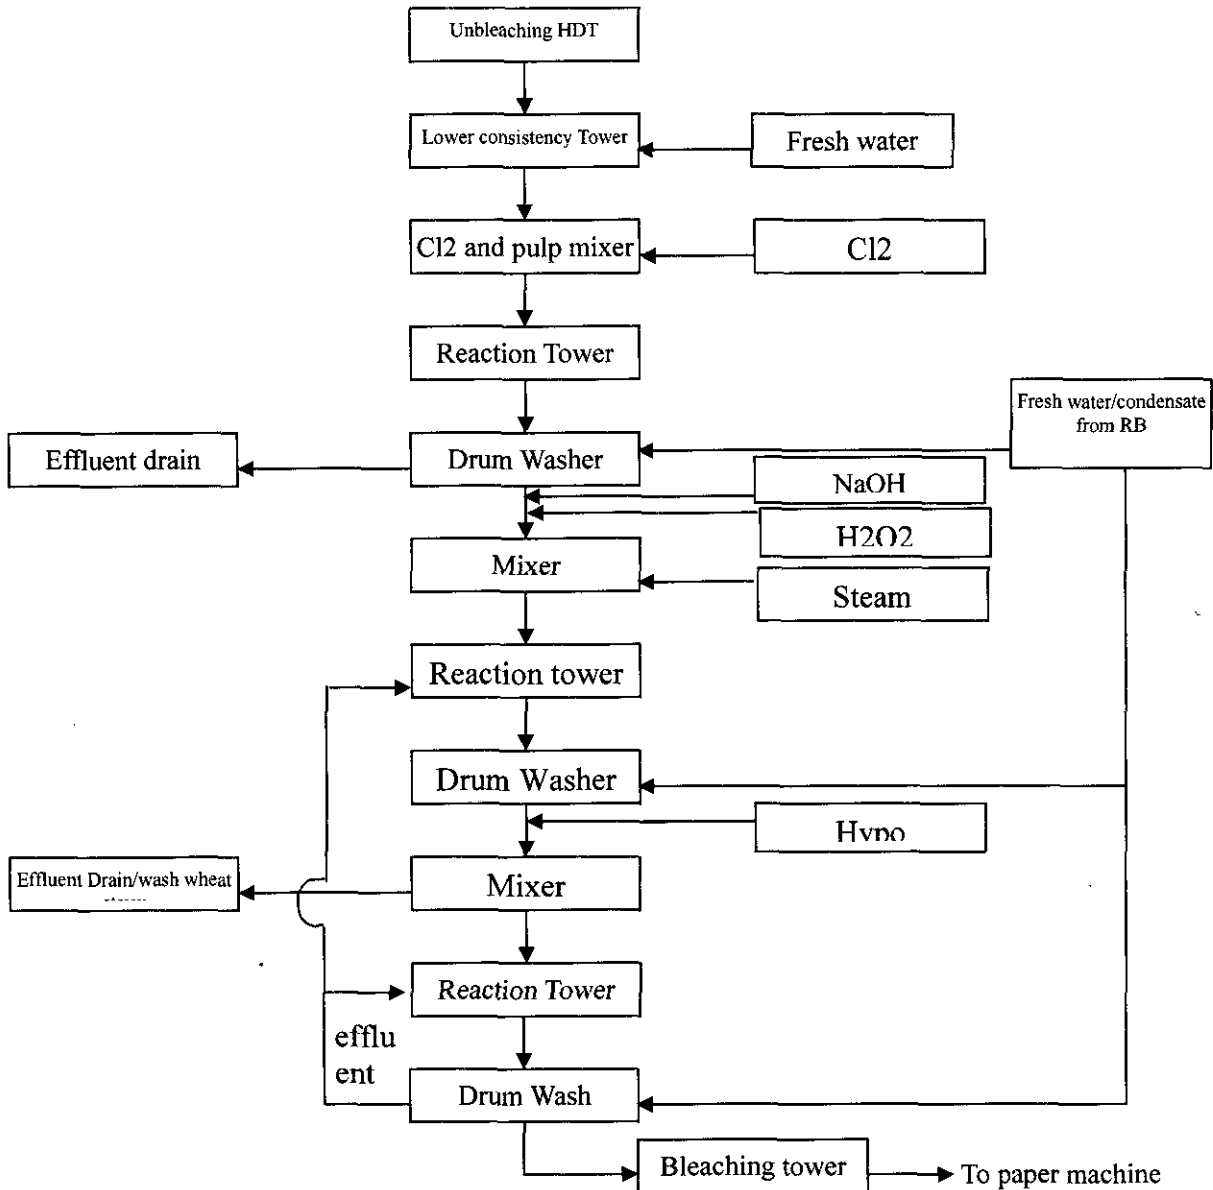 Unbleaching HDT
Lower consistency Tower
Fresh water
Cl2 and pulp mixer
Cl2
Reaction Tower
Fresh water/condensate
from RB
Effluent drain
Drum Washer
NaOH
H2O2
Mixer
Steam
Reaction tower
Drum Washer
Hypo
Effluent Drain/wash wheat
Mixer
Reaction Tower
efflu
ent
Drum Wash
Bleaching tower
To paper machine